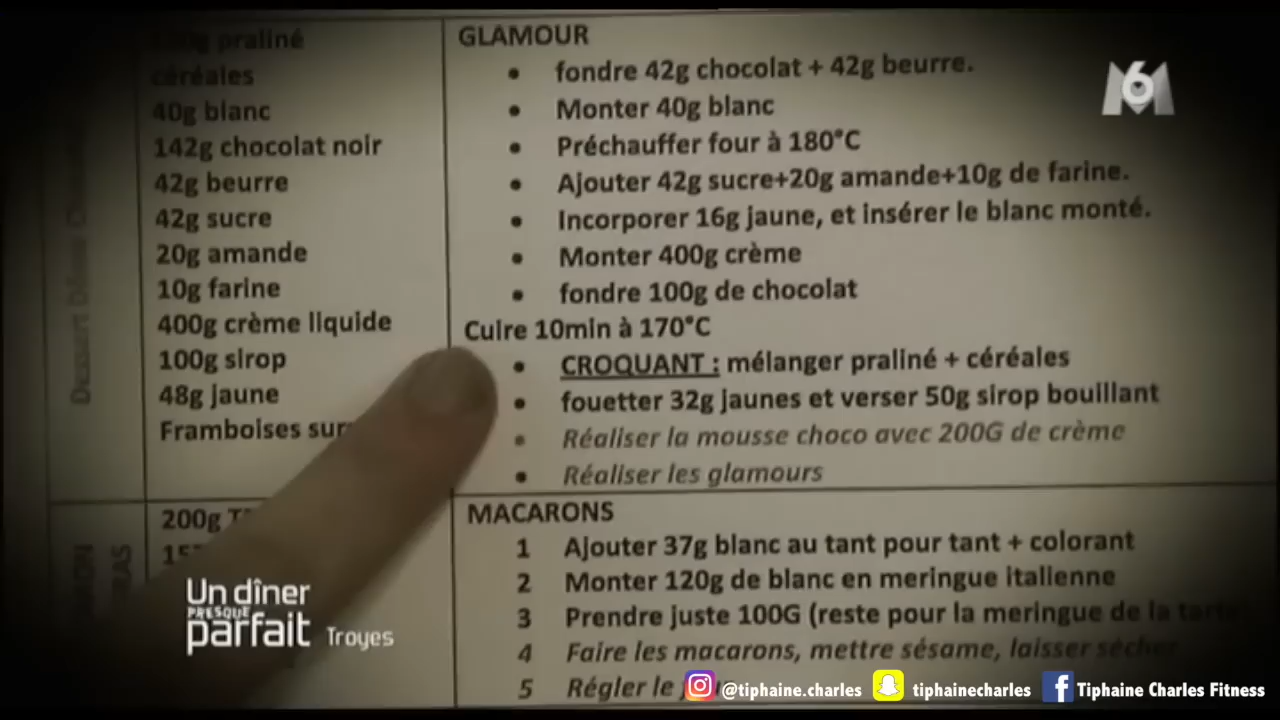 praliné
céréales
40g blanc
142g chocolat noir
42g beurre
42g sucre
20g amande
10g farine
400g crème liquide
100g sirop
48g jaune
Framboises
GLAMOUR
• fondre 42g chocolat + 42g beurre.
• Monter 40g blanc
• Préchauffer four à 180°C
• Ajouter 42g sucre+20g amande+10g de farine.
• Incorporer 16g jaune, et insérer le blanc monté.
• Monter 400g crème
• fondre 100g de chocolat
Cuire 10min à 170°C
• CROQUANT : mélanger praliné + céréales
• fouetter 32g jaunes et verser 50g sirop bouillant
• Réaliser la mousse choco avec 200G de crème
• Réaliser les glamours
200g
MACARONS
1 Ajouter 37g blanc au tant pour tant + colorant
2 Monter 120g de blanc en meringue italienne
3 Prendre juste 100G (reste pour la meringue de la tarte
4 Faire les macarons, mettre sésame, laisser sécher
5 Régler le
M6
Un dîner
PRESQUE
parfait Troyes
@tiphaine.charles
tiphainecharles
Tiphaine Charles Fitness